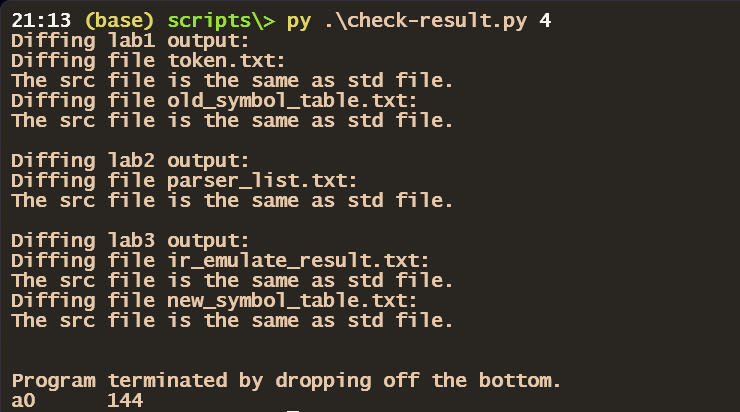 21:13 (base) scripts\> py .\check-result.py 4
Diffing lab1 output:
Diffing file token.txt:
The src file is the same as std file.
Diffing file old_symbol_table.txt:
The src file is the same as std file.
Diffing lab2 output:
Diffing file parser_list.txt:
The src file is the same as std file.
Diffing lab3 output:
Diffing file ir_emulate_result.txt:
The src file is the same as std file.
Diffing file new_symbol_table.txt:
The src file is the same as std file.
Program terminated by dropping off the bottom.
a0 144